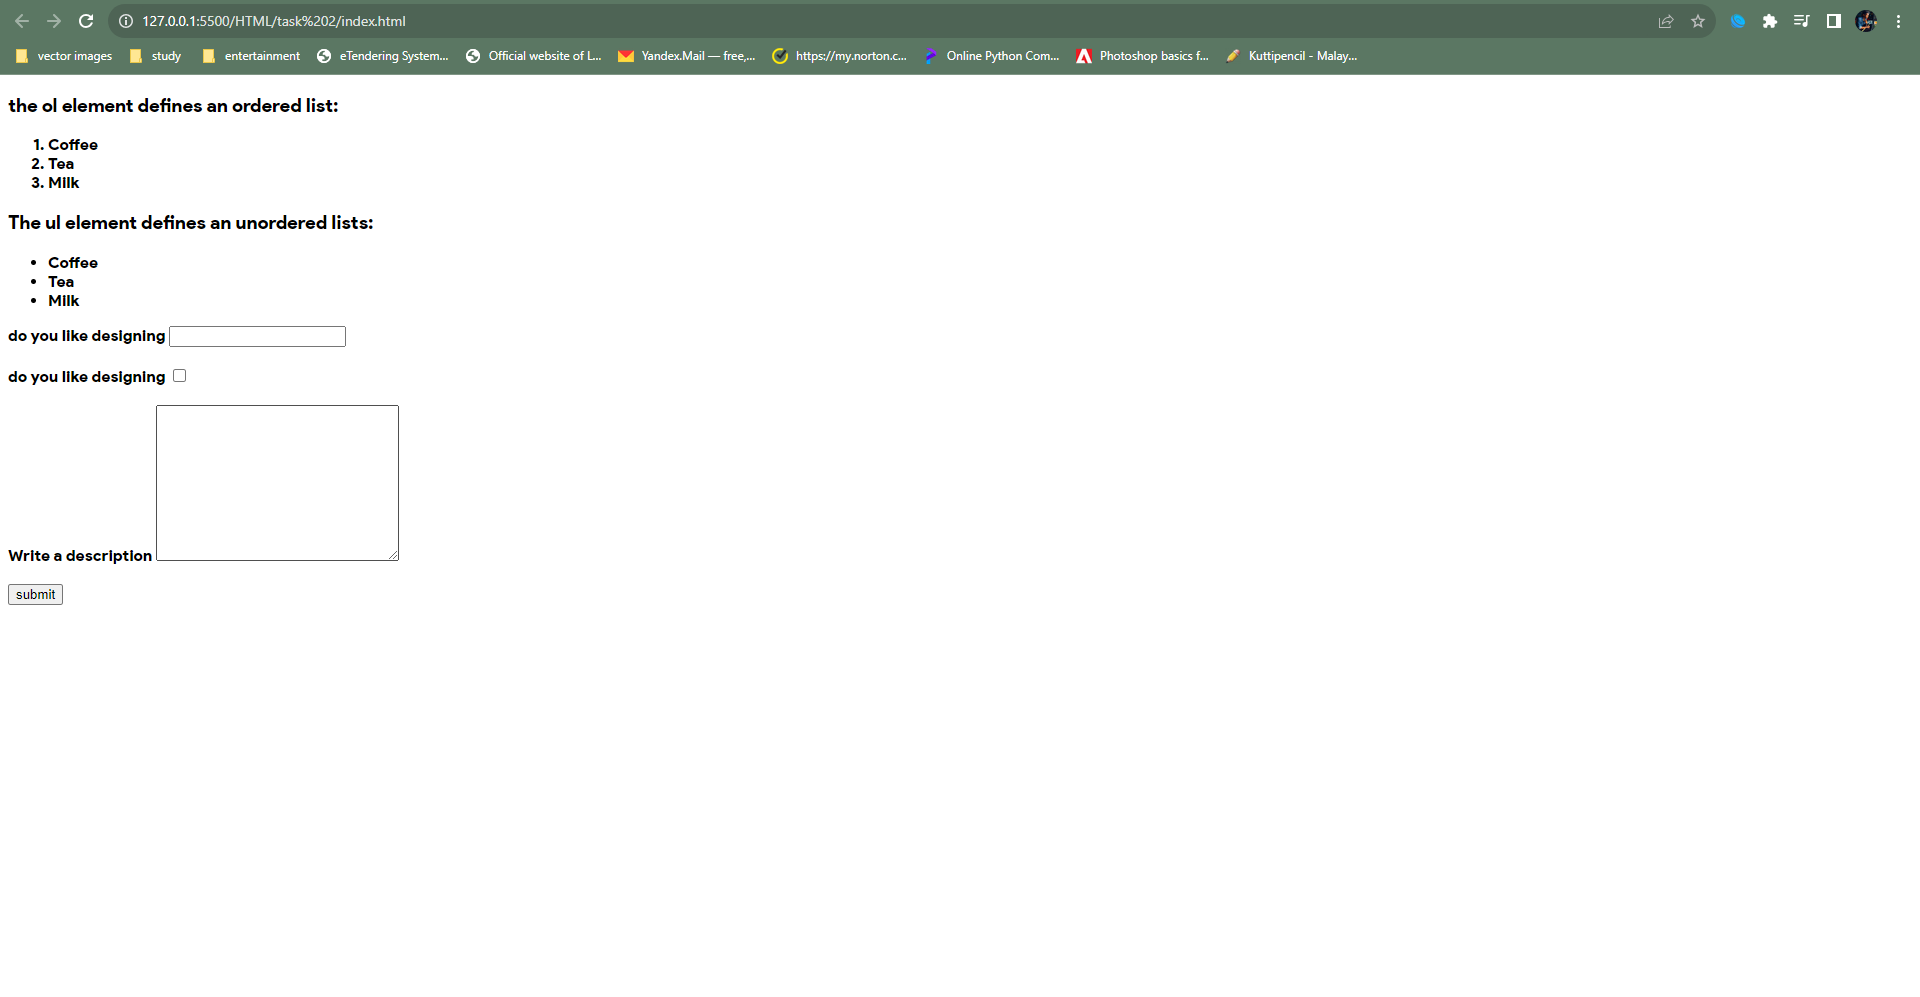 127.0.0.1:5500/HTML/task%202/index.html
vector images study entertainment eTendering System... Official website of L... Yandex.Mail — free,... https://my.norton.c... Online Python Com... Photoshop basics f... Kuttipencil - Malay...
the ol element defines an ordered list:
1. Coffee
2. Tea
3. Milk
The ul element defines an unordered lists:
• Coffee
• Tea
• Milk
do you like designing
do you like designing
Write a description
submit